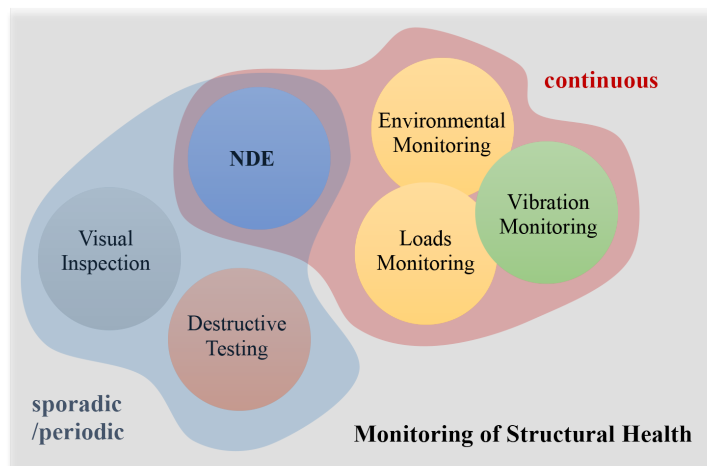 continuous
Environmental
Monitoring
NDE
Vibration
Monitoring
Visual
Inspection
Loads
Monitoring
Destructive
Testing
sporadic
/periodic
Monitoring of Structural Health